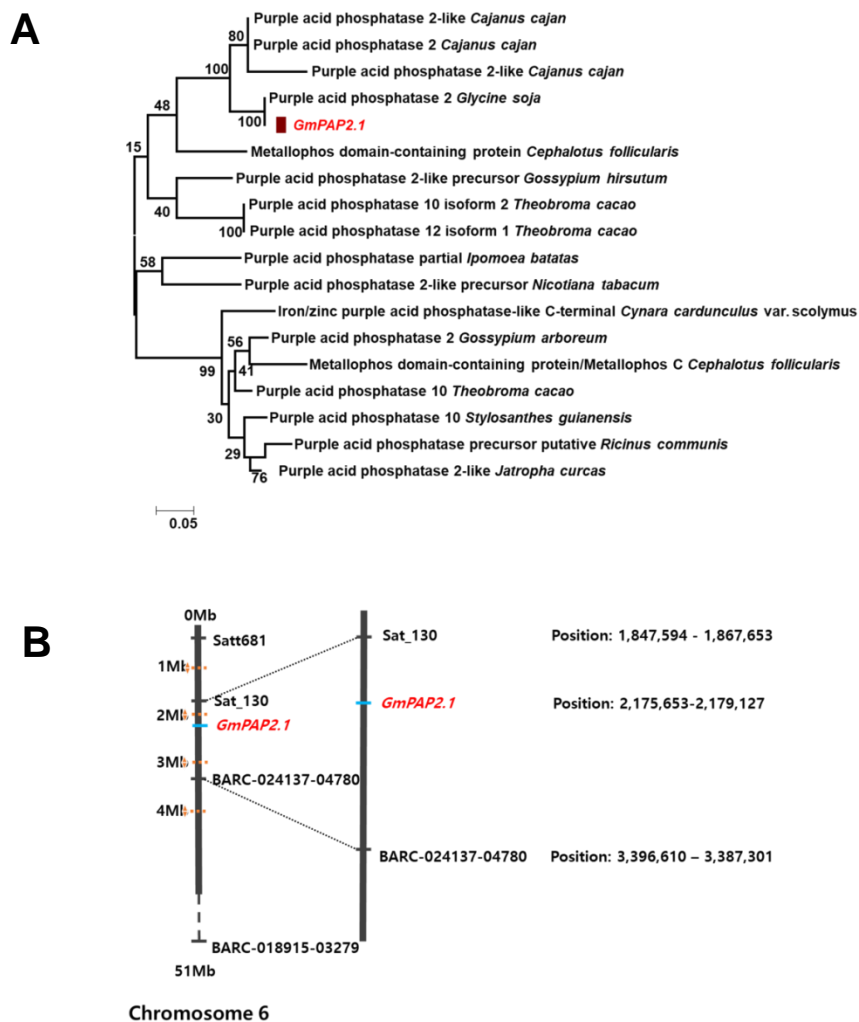 A
Purple acid phosphatase 2-like Cajanus cajan
80
Purple acid phosphatase 2 Cajanus cajan
100
Purple acid phosphatase 2-like Cajanus cajan
Purple acid phosphatase 2 Glycine soja
48
100
GmPAP2.1
15
Metallophos domain-containing protein Cephalotus follicularis
Purple acid phosphatase 2-like precursor Gossypium hirsutum
40
Purple acid phosphatase 10 isoform 2 Theobroma cacao
100
Purple acid phosphatase 12 isoform 1 Theobroma cacao
58
Purple acid phosphatase partial Ipomoea batatas
Purple acid phosphatase 2-like precursor Nicotiana tabacum
Iron/zinc purple acid phosphatase-like C-terminal Cynara cardunculus var. scolymus
56
Purple acid phosphatase 2 Gossypium arboreum
99
41
Metallophos domain-containing protein/Metallophos C Cephalotus follicularis
Purple acid phosphatase 10 Theobroma cacao
30
Purple acid phosphatase 10 Stylosanthes guianensis
29
Purple acid phosphatase precursor putative Ricinus communis
76
Purple acid phosphatase 2-like Jatropha curcas
0.05
B
0Mb
Satt681
Sat_130
Position: 1,847,594 - 1,867,653
1Mb
Sat_130
GmPAP2.1
Position: 2,175,653-2,179,127
2Mb
GmPAP2.1
3Mb
BARC-024137-04780
4Mb
BARC-024137-04780
Position: 3,396,610 – 3,387,301
BARC-018915-03279
51Mb
Chromosome 6